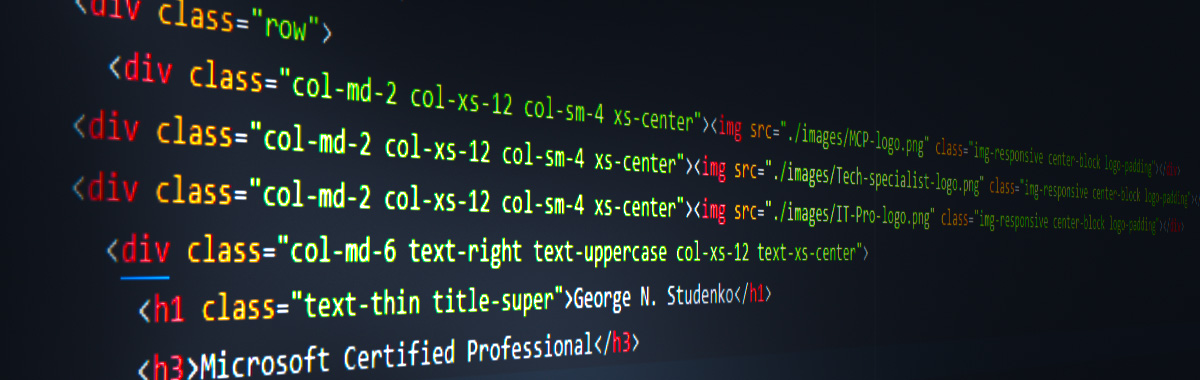 <div class="row">
<div class="col-md-2 col-xs-12 col-sm-4 xs-center"><img src="./images/MCP-logo.png" class="img-responsive center-block logo-padding"></div>
<div class="col-md-2 col-xs-12 col-sm-4 xs-center"><img src="./images/Tech-specialist-logo.png" class="img-responsive center-block logo-padding"><
<div class="col-md-2 col-xs-12 col-sm-4 xs-center"><img src="./images/IT-Pro-logo.png" class="img-responsive center-block logo-padding"></div>
<div class="col-md-6 text-right text-uppercase col-xs-12 text-xs-center">
<h1 class="text-thin title-super">George N. Studenko</h1>
<h3>Microsoft Certified Professional</h3>